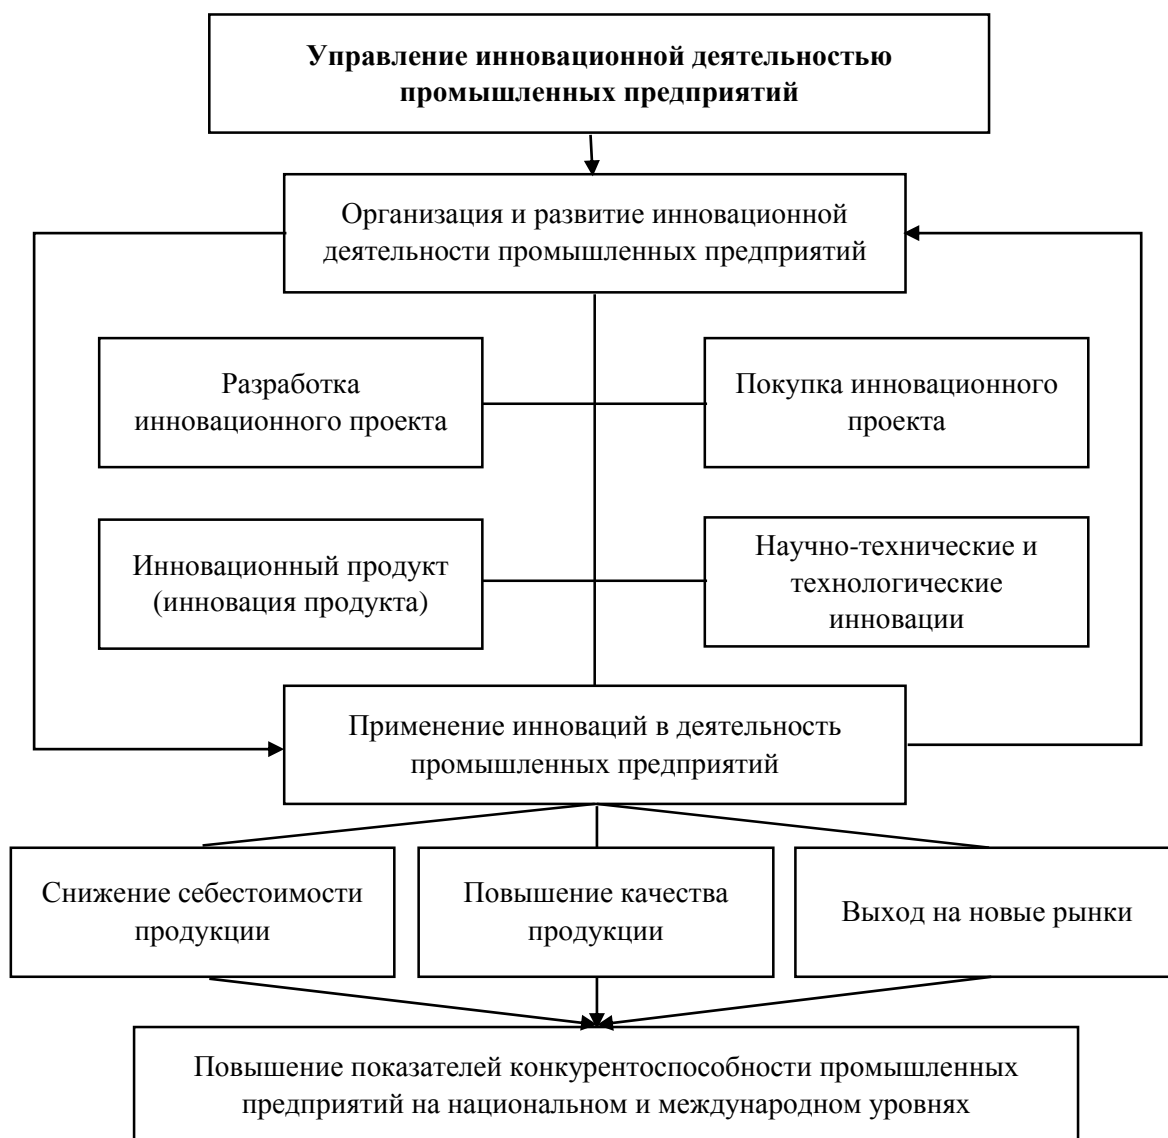 Управление инновационной деятельностью
промышленных предприятий
Организация и развитие инновационной
деятельности промышленных предприятий
Разработка
инновационного проекта
Покупка инновационного
проекта
Инновационный продукт
(инновация продукта)
Научно-технические и
технологические
инновации
Применение инноваций в деятельность
промышленных предприятий
Снижение себестоимости
продукции
Повышение качества
продукции
Выход на новые рынки
Повышение показателей конкурентоспособности промышленных
предприятий на национальном и международном уровнях